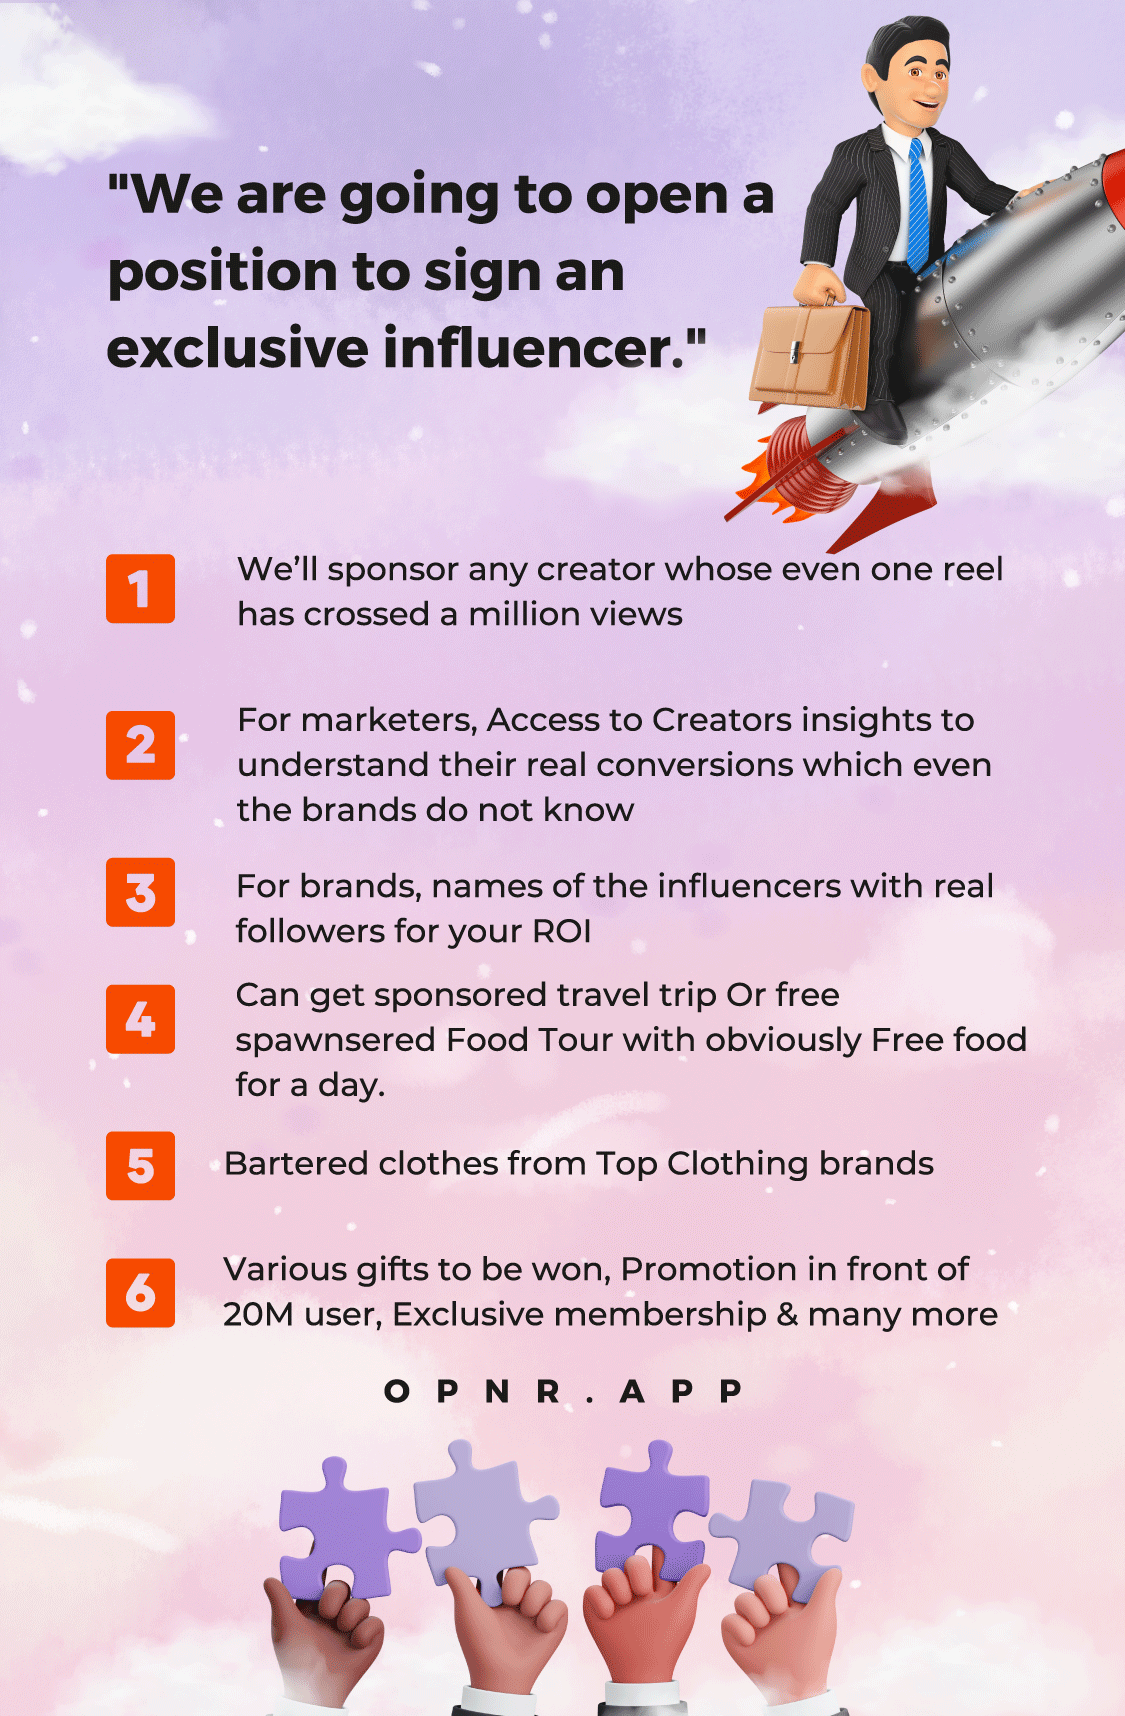 "We are going to open a
position to sign an
exclusive influencer."
1
We'll sponsor any creator whose even one reel
has crossed a million views
2
For marketers, Access to Creators insights to
understand their real conversions which even
the brands do not know
3
For brands, names of the influencers with real
followers for your ROI
4
Can get sponsored travel trip Or free
spawnsered Food Tour with obviously Free food
for a day.
5
Bartered clothes from Top Clothing brands
6
Various gifts to be won, Promotion in front of
20M user, Exclusive membership & many more
OPNR.APP